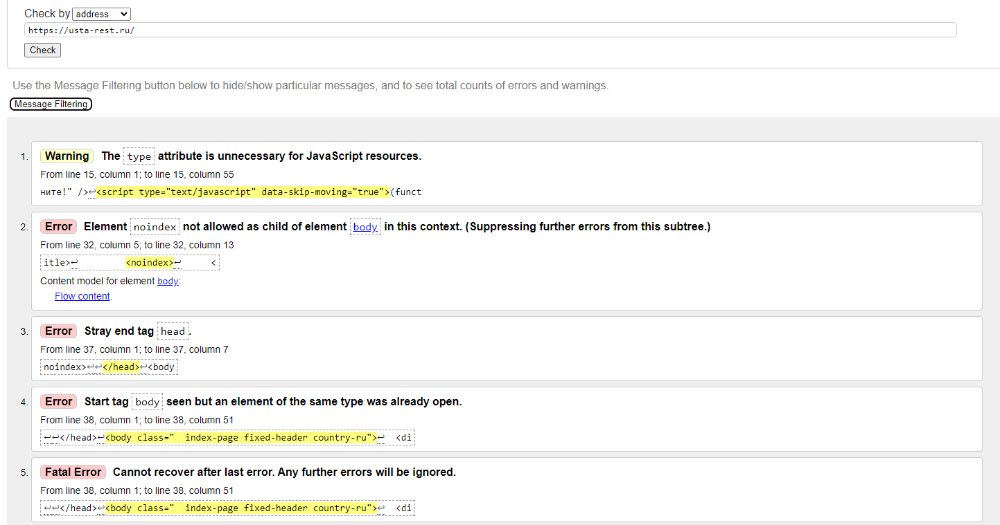 Check by address
https://usta-rest.ru/
Check
Use the Message Filtering button below to hide/show particular messages, and to see total counts of errors and warnings.
Message Filtering
1. Warning The type attribute is unnecessary for JavaScript resources.
From line 15, column 1; to line 15, column 55
ните!" />↩<script type="text/javascript" data-skip-moving="true">(funct
2. Error Element noindex not allowed as child of element body in this context. (Suppressing further errors from this subtree.)
From line 32, column 5; to line 32, column 13
itle>↩ <noindex>↩ <
Content model for element body:
Flow content.
3. Error Stray end tag head.
From line 37, column 1; to line 37, column 7
noindex>↩↩</head>↩<body
4. Error Start tag body seen but an element of the same type was already open.
From line 38, column 1; to line 38, column 51
↩↩</head>↩<body class="  index-page fixed-header country-ru">↩ <di
5. Fatal Error Cannot recover after last error. Any further errors will be ignored.
From line 38, column 1; to line 38, column 51
↩↩</head>↩<body class="  index-page fixed-header country-ru">↩ <di